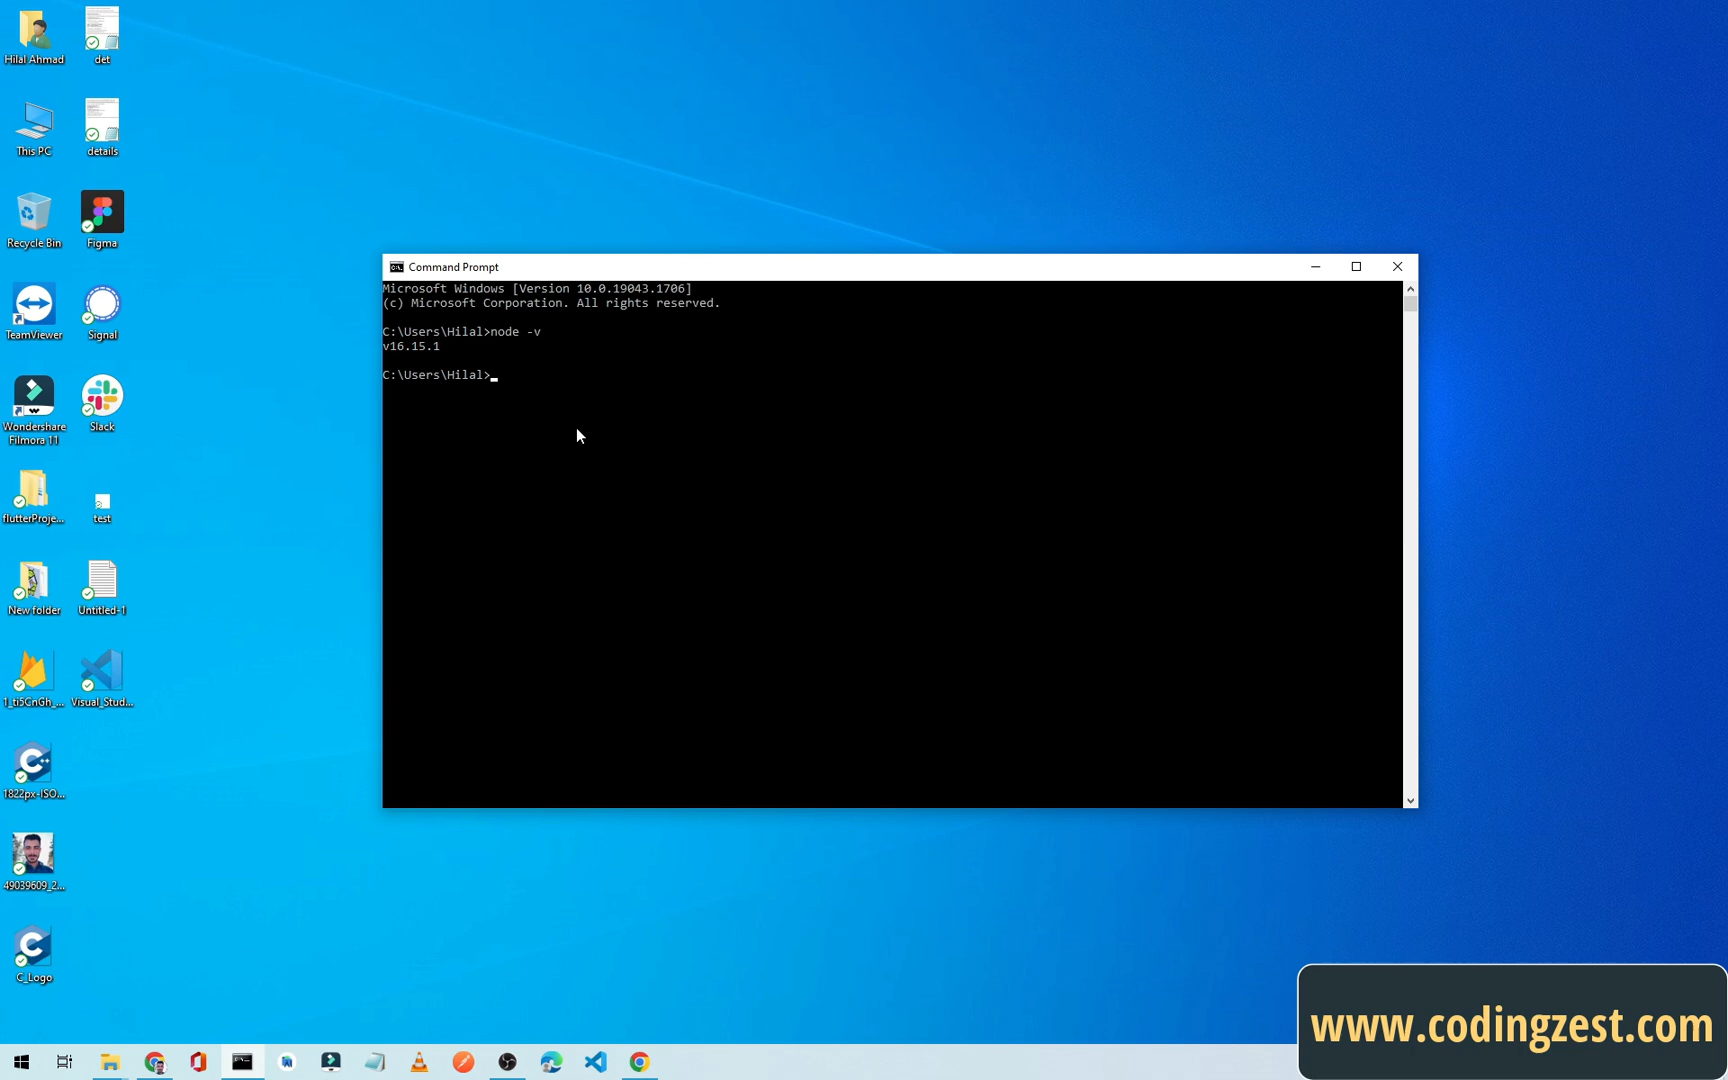 Hilal Ahmad
det
This PC
details
Recycle Bin
Figma
TeamViewer
Signal
Wondershare
Filmora 11
Slack
flutterProje...
test
New folder
Untitled-1
1_ti5CnGh_...
Visual_Stud...
1822px-ISO...
49039609_2...
C_Logo
Command Prompt
Microsoft Windows [Version 10.0.19043.1706]
(c) Microsoft Corporation. All rights reserved.
C:\Users\Hilal>node -v
v16.15.1
C:\Users\Hilal>
www.codingzest.com